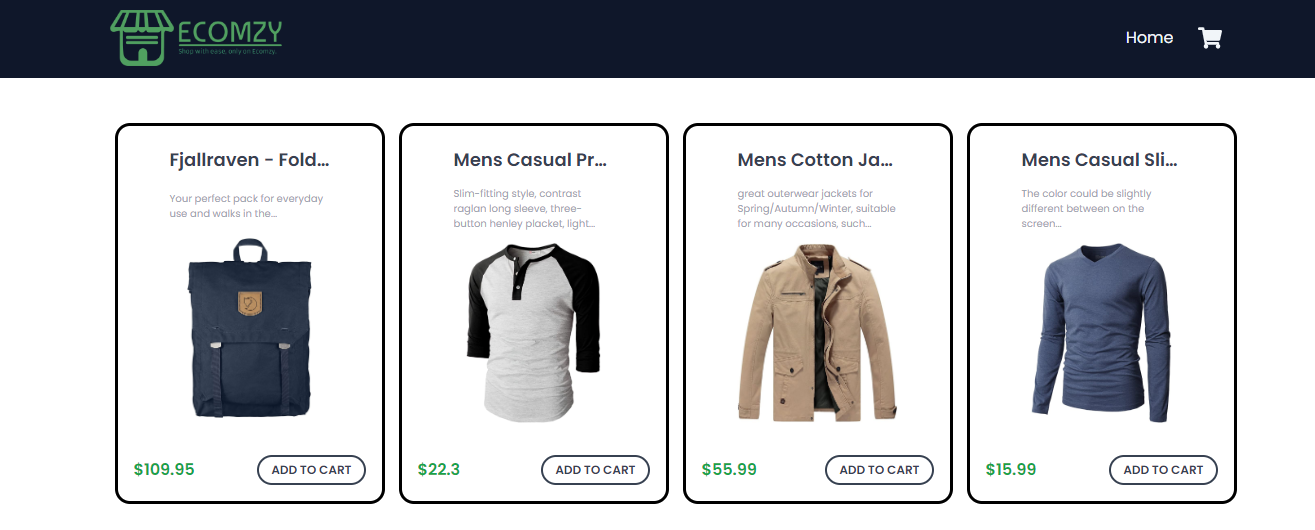 ECOMZY
Shop with ease, only on Ecomzy.
Home
Fjallraven - Fold...
Your perfect pack for everyday
use and walks in the...
$109.95
ADD TO CART
Mens Casual Pr...
Slim-fitting style, contrast
raglan long sleeve, three-
button henley placket, light...
$22.3
ADD TO CART
Mens Cotton Ja...
great outerwear jackets for
Spring/Autumn/Winter, suitable
for many occasions, such...
$55.99
ADD TO CART
Mens Casual Sli...
The color could be slightly
different between on the
screen...
$15.99
ADD TO CART